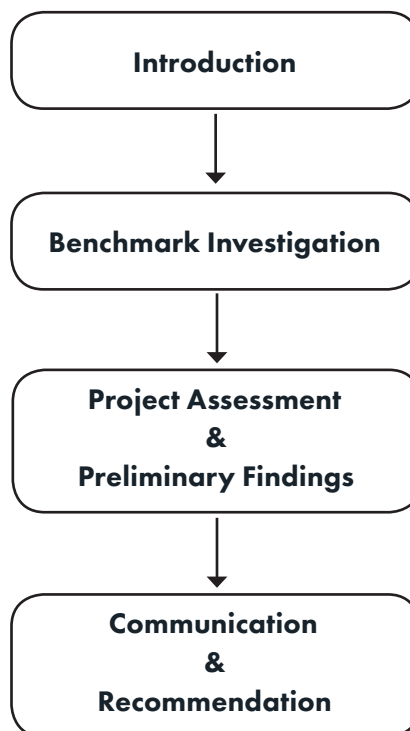 Introduction
Benchmark Investigation
Project Assessment
&
Preliminary Findings
Communication
&
Recommendation